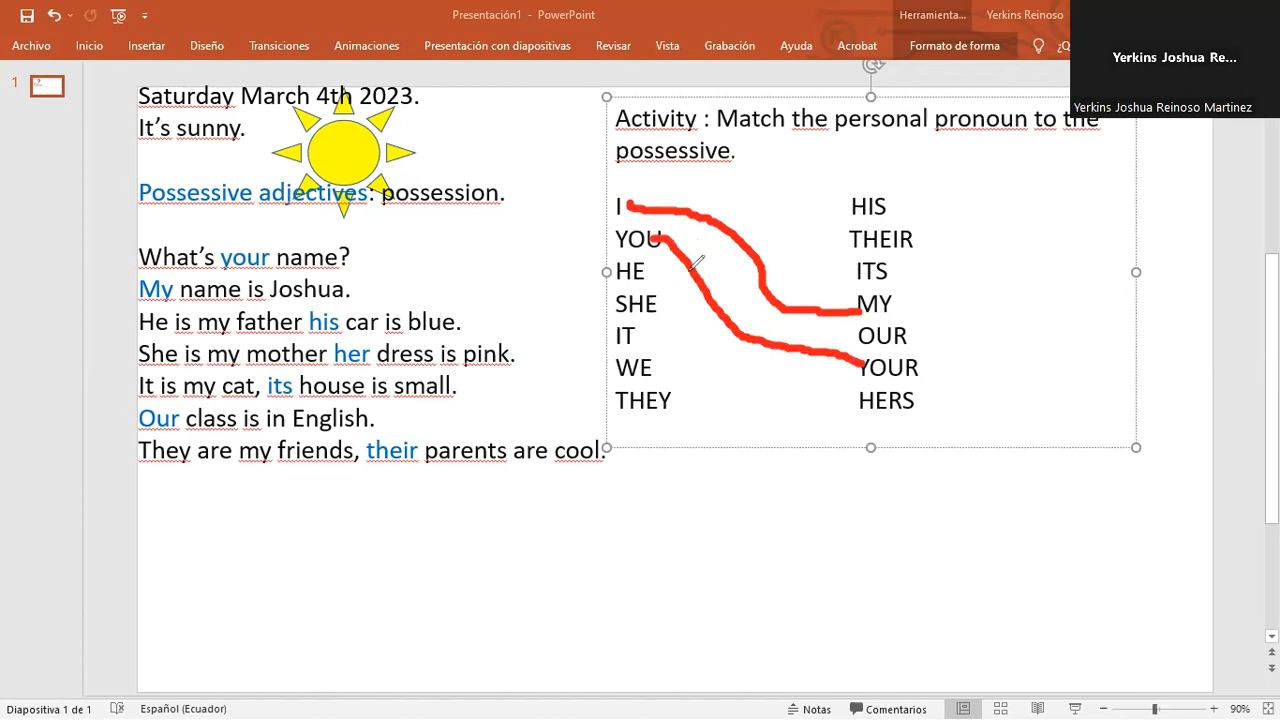 Presentación1 - PowerPoint
Herramienta...
Yerkins Reinoso
Archivo Inicio Insertar Diseño Transiciones Animaciones Presentación con diapositivas Revisar Vista Grabación Ayuda Acrobat Formato de forma
Yerkins Joshua Re...
Yerkins Joshua Reinoso Martinez
1
Saturday March 4th 2023.
It's sunny.
Possessive adjectives: possession.
What's your name?
My name is Joshua.
He is my father his car is blue.
She is my mother her dress is pink.
It is my cat, its house is small.
Our class is in English.
They are my friends, their parents are cool.
Activity : Match the personal pronoun to the
possessive.
I HIS
YOU THEIR
HE ITS
SHE MY
IT OUR
WE YOUR
THEY HERS
Diapositiva 1 de 1 Español (Ecuador) Notas Comentarios 90%